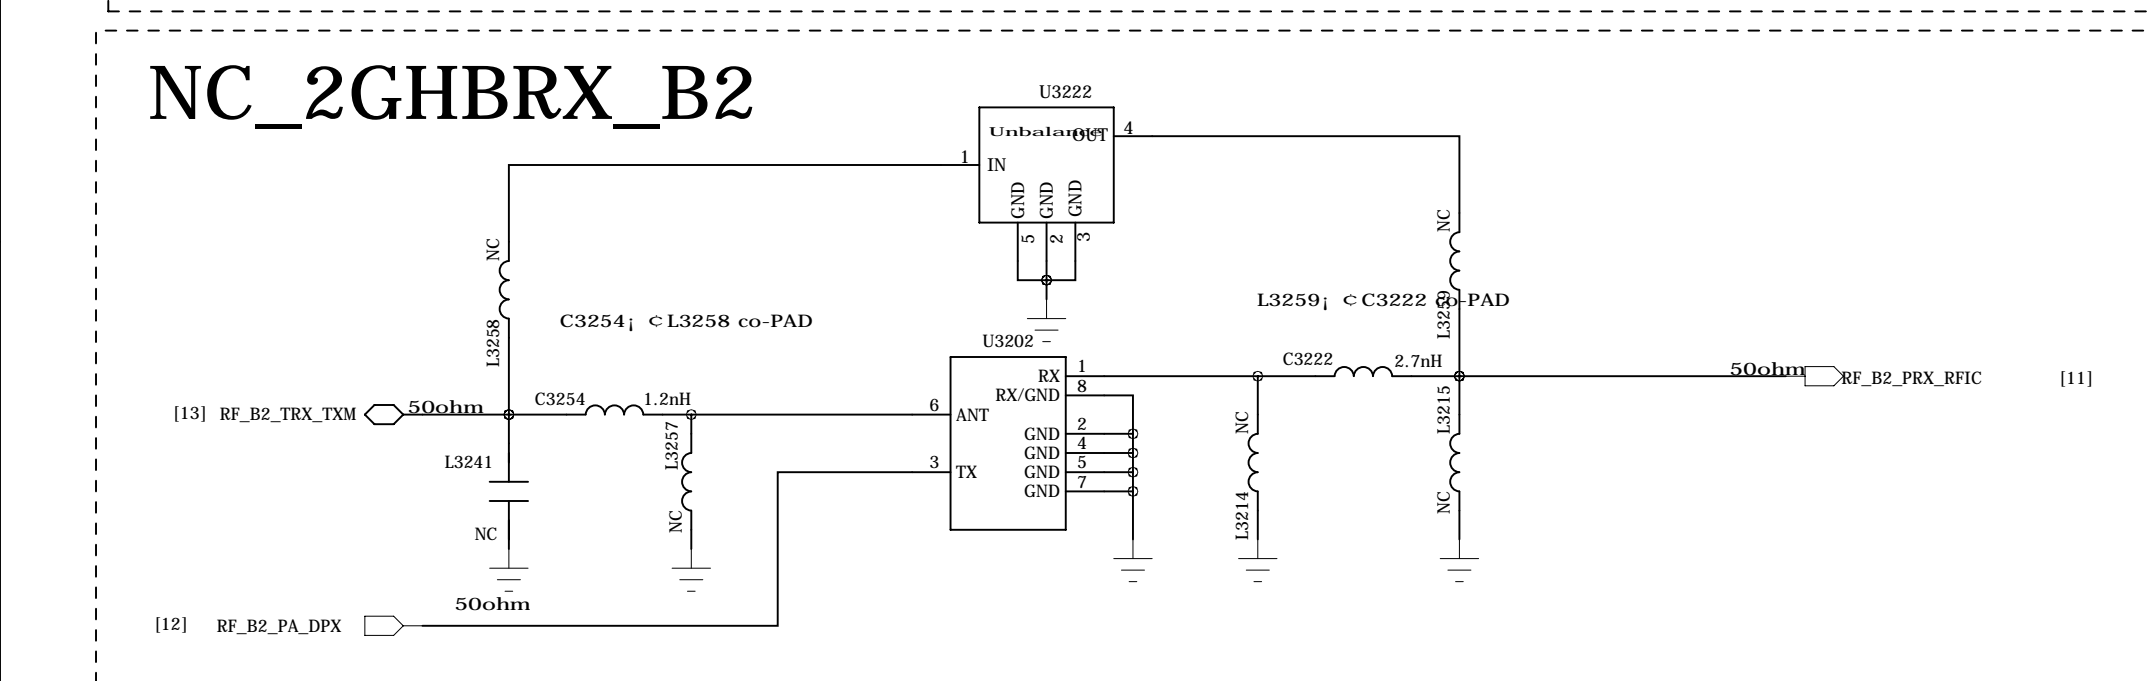 NC_2GHBRX_B2
U3222
Unbalance
OUT
4
1
IN
GND
GND
GND
5
2
3
NC
L3258
C3254¡ ¢L3258 co-PAD
NC
L3259
L3259¡ ¢C3222 co-PAD
U3202
RX
1
RX/GND
8
6
ANT
GND
2
GND
4
3
TX
GND
5
GND
7
C3222
2.7nH
50ohm
RF_B2_PRX_RFIC
[11]
[13]
RF_B2_TRX_TXM
50ohm
C3254
1.2nH
L3241
NC
L3257
NC
NC
L3214
L3215
NC
50ohm
[12]
RF_B2_PA_DPX